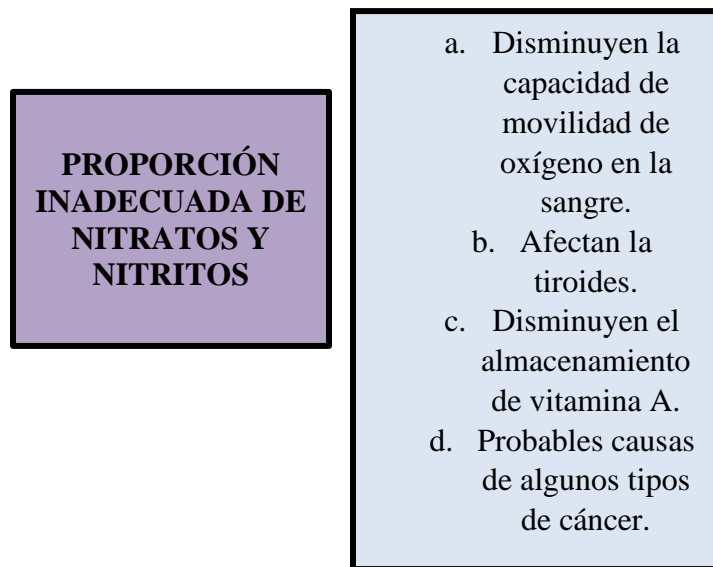 PROPORCIÓN
INADECUADA DE
NITRATOS Y
NITRITOS
a. Disminuyen la
capacidad de
movilidad de
oxígeno en la
sangre.
b. Afectan la
tiroides.
c. Disminuyen el
almacenamiento
de vitamina A.
d. Probables causas
de algunos tipos
de cáncer.